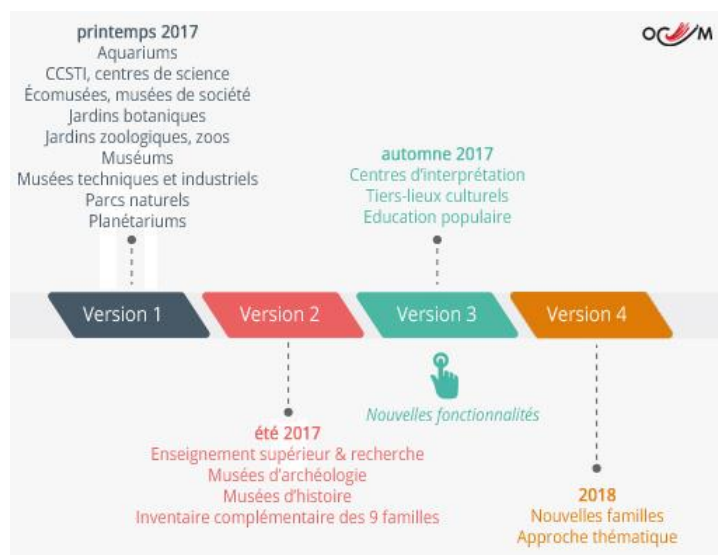 printemps 2017
Aquariums
CCSTI, centres de science
Écomusées, musées de société
Jardins botaniques
Jardins zoologiques, zoos
Muséums
Musées techniques et industriels
Parcs naturels
Planétariums
OCIM
automne 2017
Centres d'interprétation
Tiers-lieux culturels
Education populaire
Version 1
Version 2
Version 3
Version 4
Nouvelles fonctionnalités
été 2017
Enseignement supérieur & recherche
Musées d'archéologie
Musées d'histoire
Inventaire complémentaire des 9 familles
2018
Nouvelles familles
Approche thématique